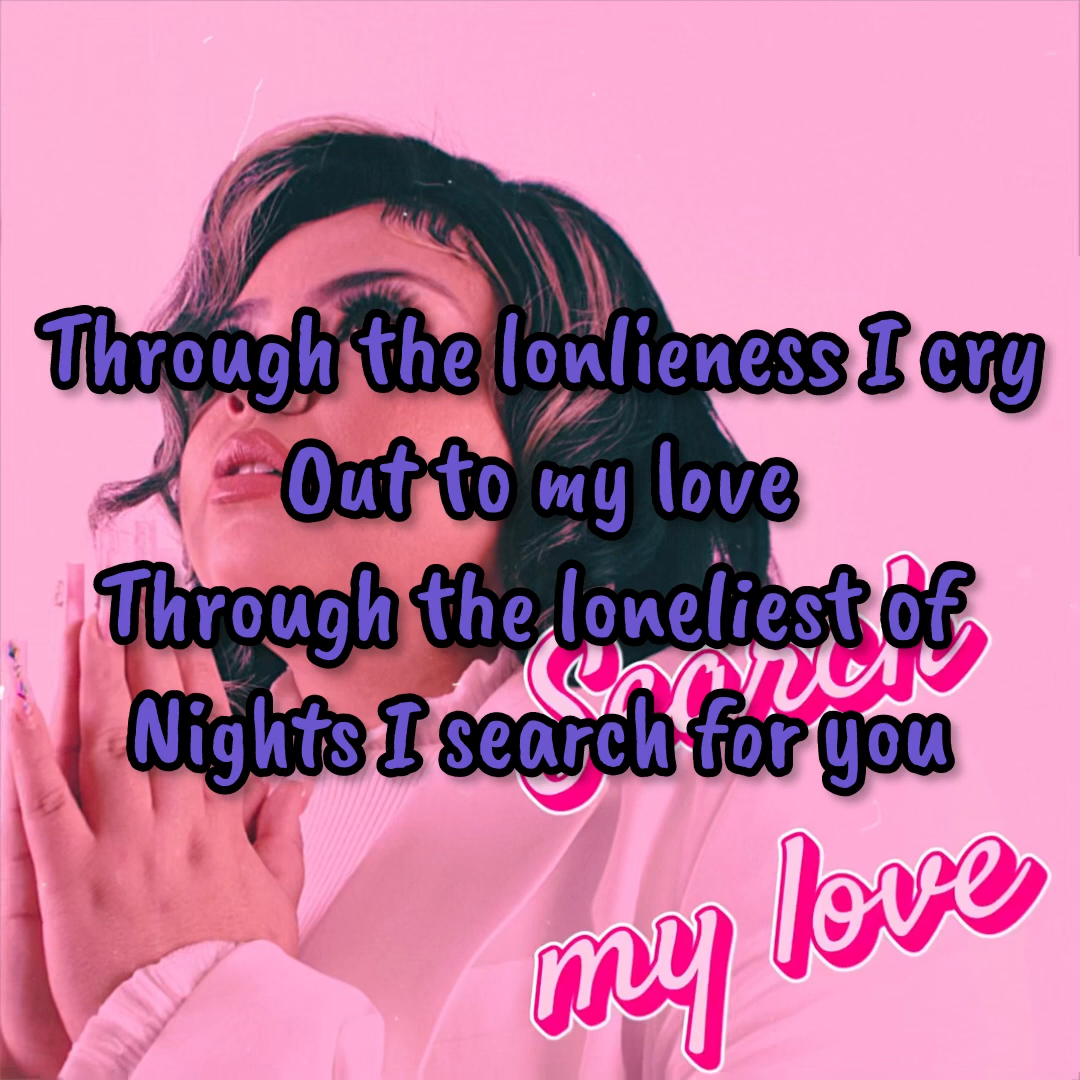 Through the lonlieness I cry
Out to my love
Through the loneliest of
Nights I search for you
Search
my love